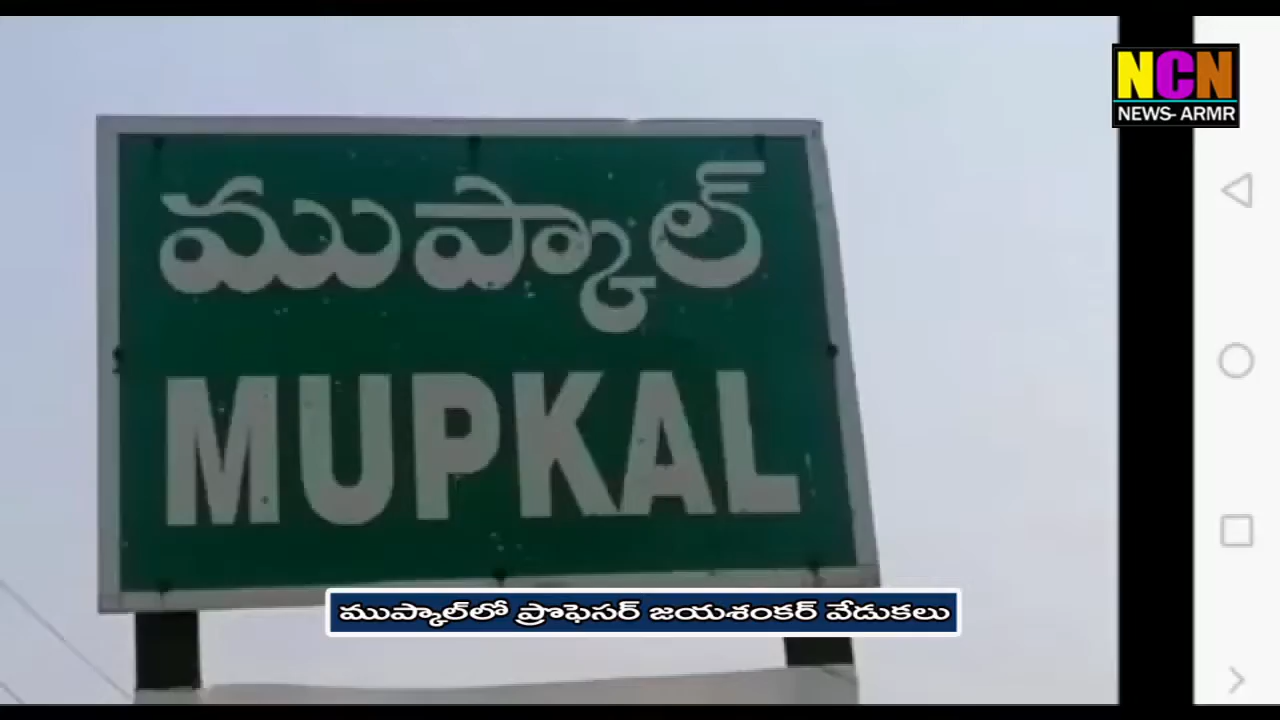 NCN
NEWS- ARMR
ముప్కాల్
MUPKAL
ముప్కాల్‌లో ప్రొఫెసర్ జయశంకర్ వేడుకలు